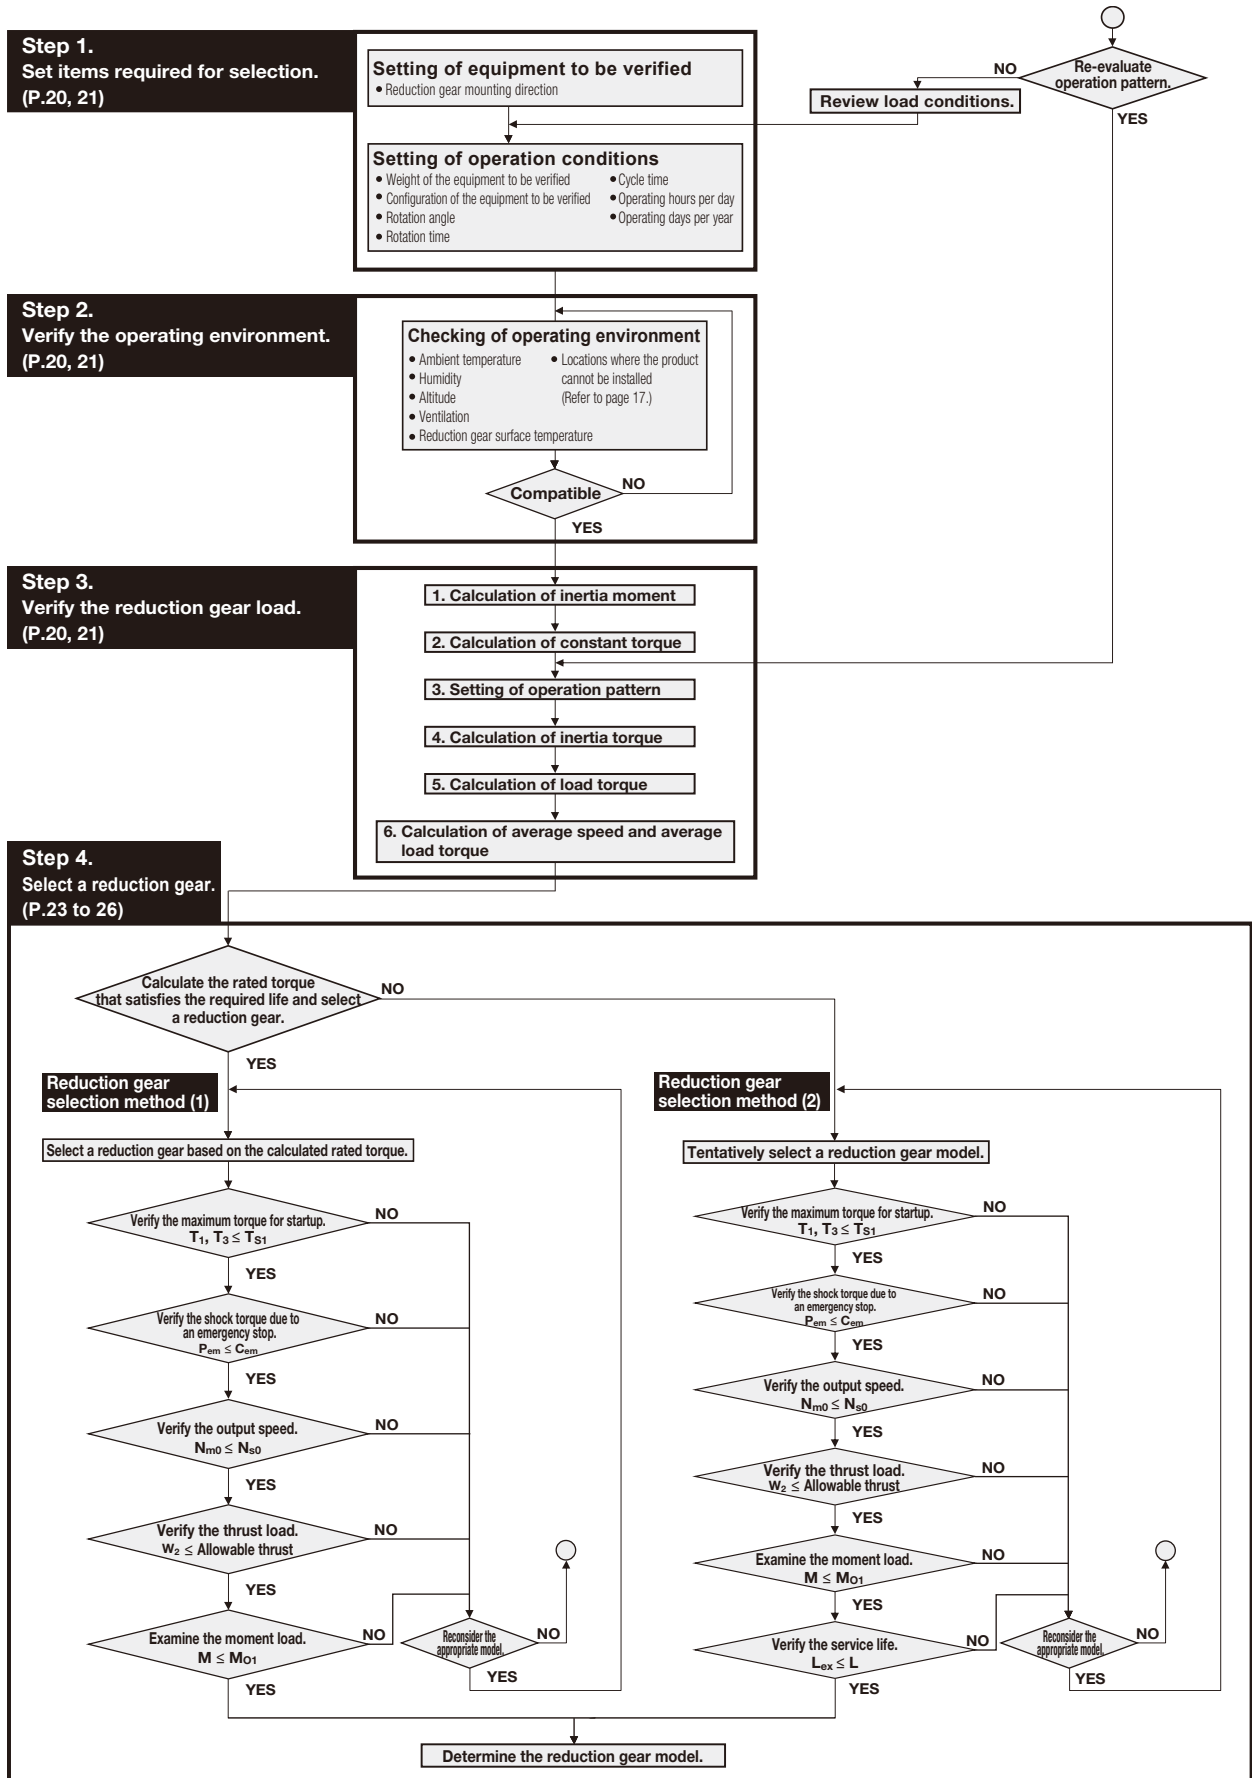 Step 1.
Set items required for selection.
(P.20, 21)
Setting of equipment to be verified
• Reduction gear mounting direction
Setting of operation conditions
• Weight of the equipment to be verified
• Configuration of the equipment to be verified
• Rotation angle
• Rotation time
• Cycle time
• Operating hours per day
• Operating days per year
Re-evaluate
operation pattern.
NO
YES
Review load conditions.
Step 2.
Verify the operating environment.
(P.20, 21)
Checking of operating environment
• Ambient temperature
• Humidity
• Altitude
• Ventilation
• Reduction gear surface temperature
• Locations where the product
cannot be installed
(Refer to page 17.)
Compatible
NO
YES
Step 3.
Verify the reduction gear load.
(P.20, 21)
1. Calculation of inertia moment
2. Calculation of constant torque
3. Setting of operation pattern
4. Calculation of inertia torque
5. Calculation of load torque
6. Calculation of average speed and average
load torque
Step 4.
Select a reduction gear.
(P.23 to 26)
Calculate the rated torque
that satisfies the required life and select
a reduction gear.
NO
YES
Reduction gear
selection method (1)
Select a reduction gear based on the calculated rated torque.
Verify the maximum torque for startup.
T1, T3 ≤ TS1
NO
YES
Verify the shock torque due to
an emergency stop.
Pem ≤ Cem
NO
YES
Verify the output speed.
Nm0 ≤ Ns0
NO
YES
Verify the thrust load.
W2 ≤ Allowable thrust
NO
YES
Examine the moment load.
M ≤ MO1
NO
YES
Reconsider the
appropriate model.
NO
YES
Reduction gear
selection method (2)
Tentatively select a reduction gear model.
Verify the maximum torque for startup.
T1, T3 ≤ TS1
NO
YES
Verify the shock torque due to
an emergency stop.
Pem ≤ Cem
NO
YES
Verify the output speed.
Nm0 ≤ Ns0
NO
YES
Verify the thrust load.
W2 ≤ Allowable thrust
NO
YES
Examine the moment load.
M ≤ MO1
NO
YES
Verify the service life.
Lex ≤ L
NO
YES
Reconsider the
appropriate model.
NO
YES
Determine the reduction gear model.